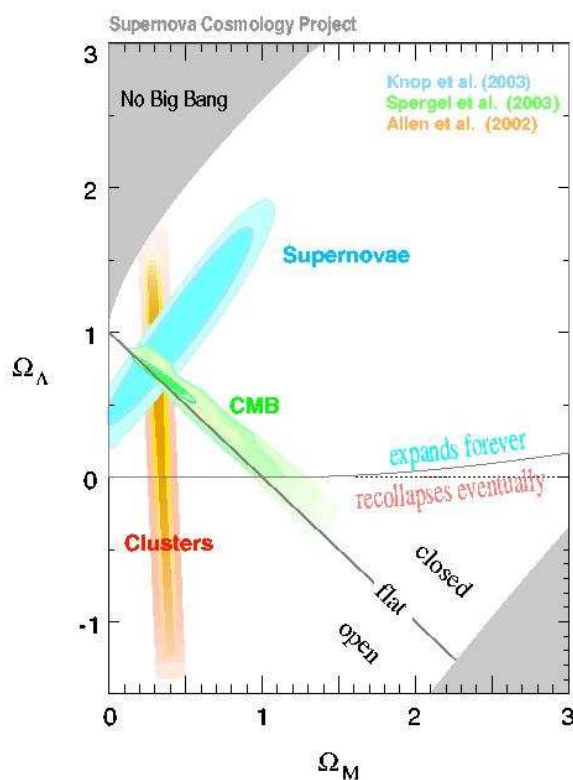 Supernova Cosmology Project
3
No Big Bang
Knop et al. (2003)
Spergel et al. (2003)
Allen et al. (2002)
2
Supernovae
1
Ω_Λ
CMB
expands forever
0
recollapses eventually
Clusters
closed
flat
-1
open
0
1
2
3
Ω_M